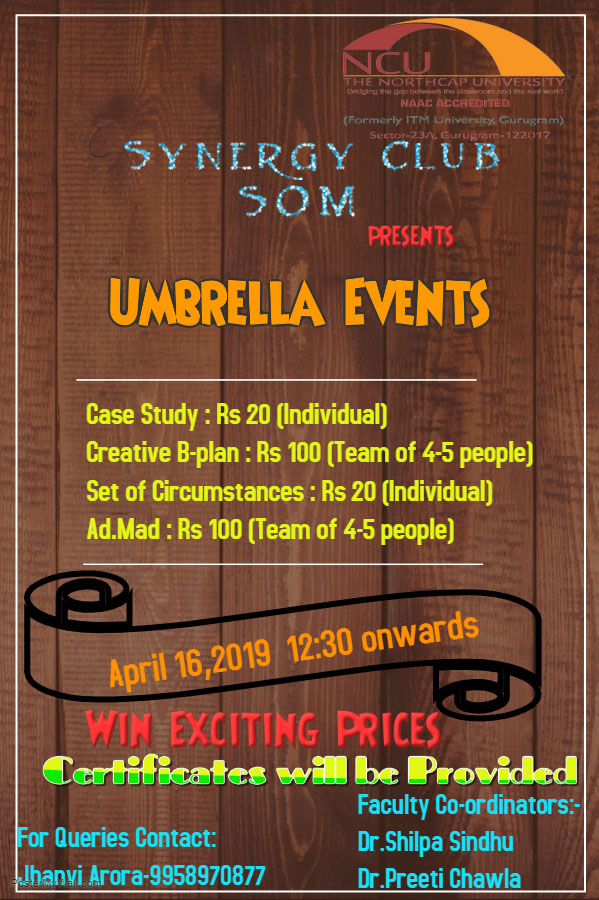 NCU
THE NORTHCAP UNIVERSITY
Bridging the gap between the classroom and the real world
NAAC ACCREDITED
(Formerly ITM University, Gurugram)
Sector-23A, Gurugram-122017
SYNERGY CLUB
SOM
PRESENTS
UMBRELLA EVENTS
Case Study : Rs 20 (Individual)
Creative B-plan : Rs 100 (Team of 4-5 people)
Set of Circumstances : Rs 20 (Individual)
Ad.Mad : Rs 100 (Team of 4-5 people)
April 16,2019 12:30 onwards
WIN EXCITING PRICES
Certificates will be Provided
Faculty Co-ordinators:-
Dr.Shilpa Sindhu
Dr.Preeti Chawla
For Queries Contact:
Jhanvi Arora-9958970877